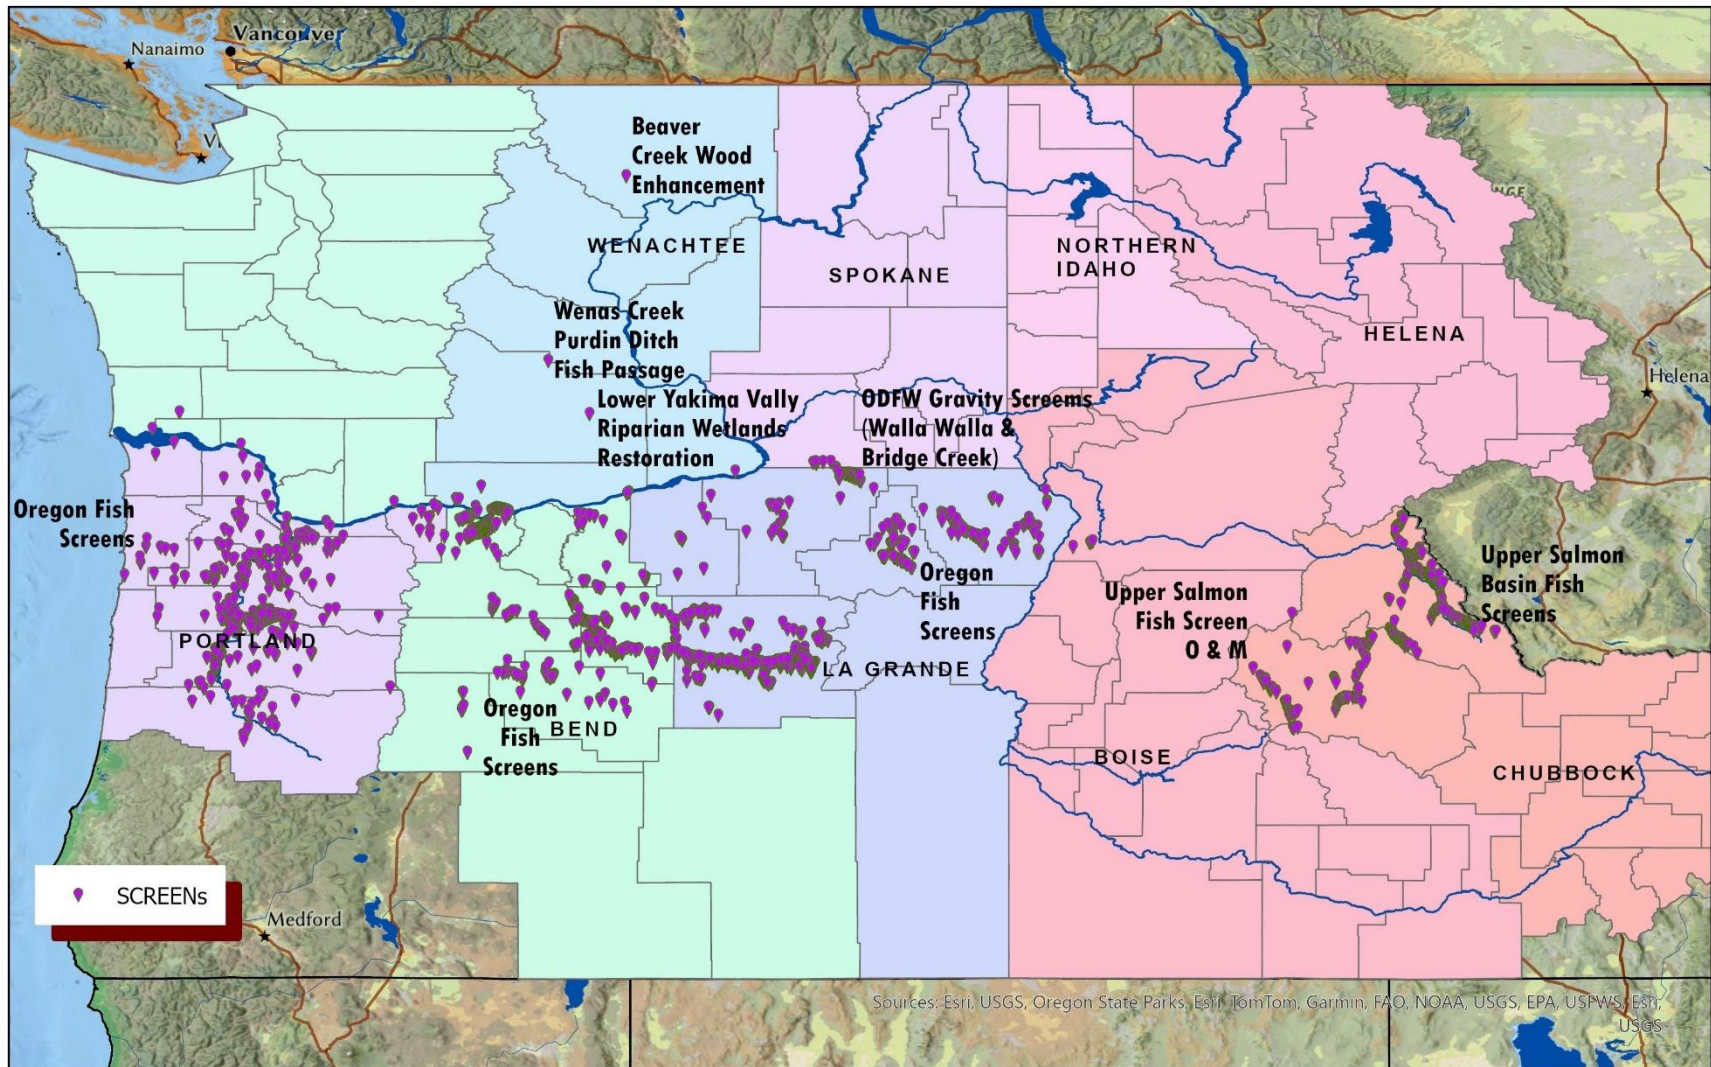 Vancouver
Nanaimo
V
Beaver
Creek Wood
Enhancement
NGE
WENACHTEE
SPOKANE
NORTHERN
IDAHO
HELENA
Wenas Creek
Purdin Ditch
Fish Passage
Helena
Lower Yakima Vally
Riparian Wetlands
Restoration
ODFW Gravity Screems
(Walla Walla &
Bridge Creek)
Oregon Fish
Screens
Oregon
Fish
Screens
Upper Salmon
Fish Screen
O & M
Upper Salmon
Basin Fish
Screens
PORTLAND
LA GRANDE
Oregon
Fish
Screens
BEND
BOISE
CHUBBOCK
SCREENs
Medford
Sources: Esri, USGS, Oregon State Parks, Esri, TomTom, Garmin, FAO, NOAA, USGS, EPA, USFWS, Esri,
USGS